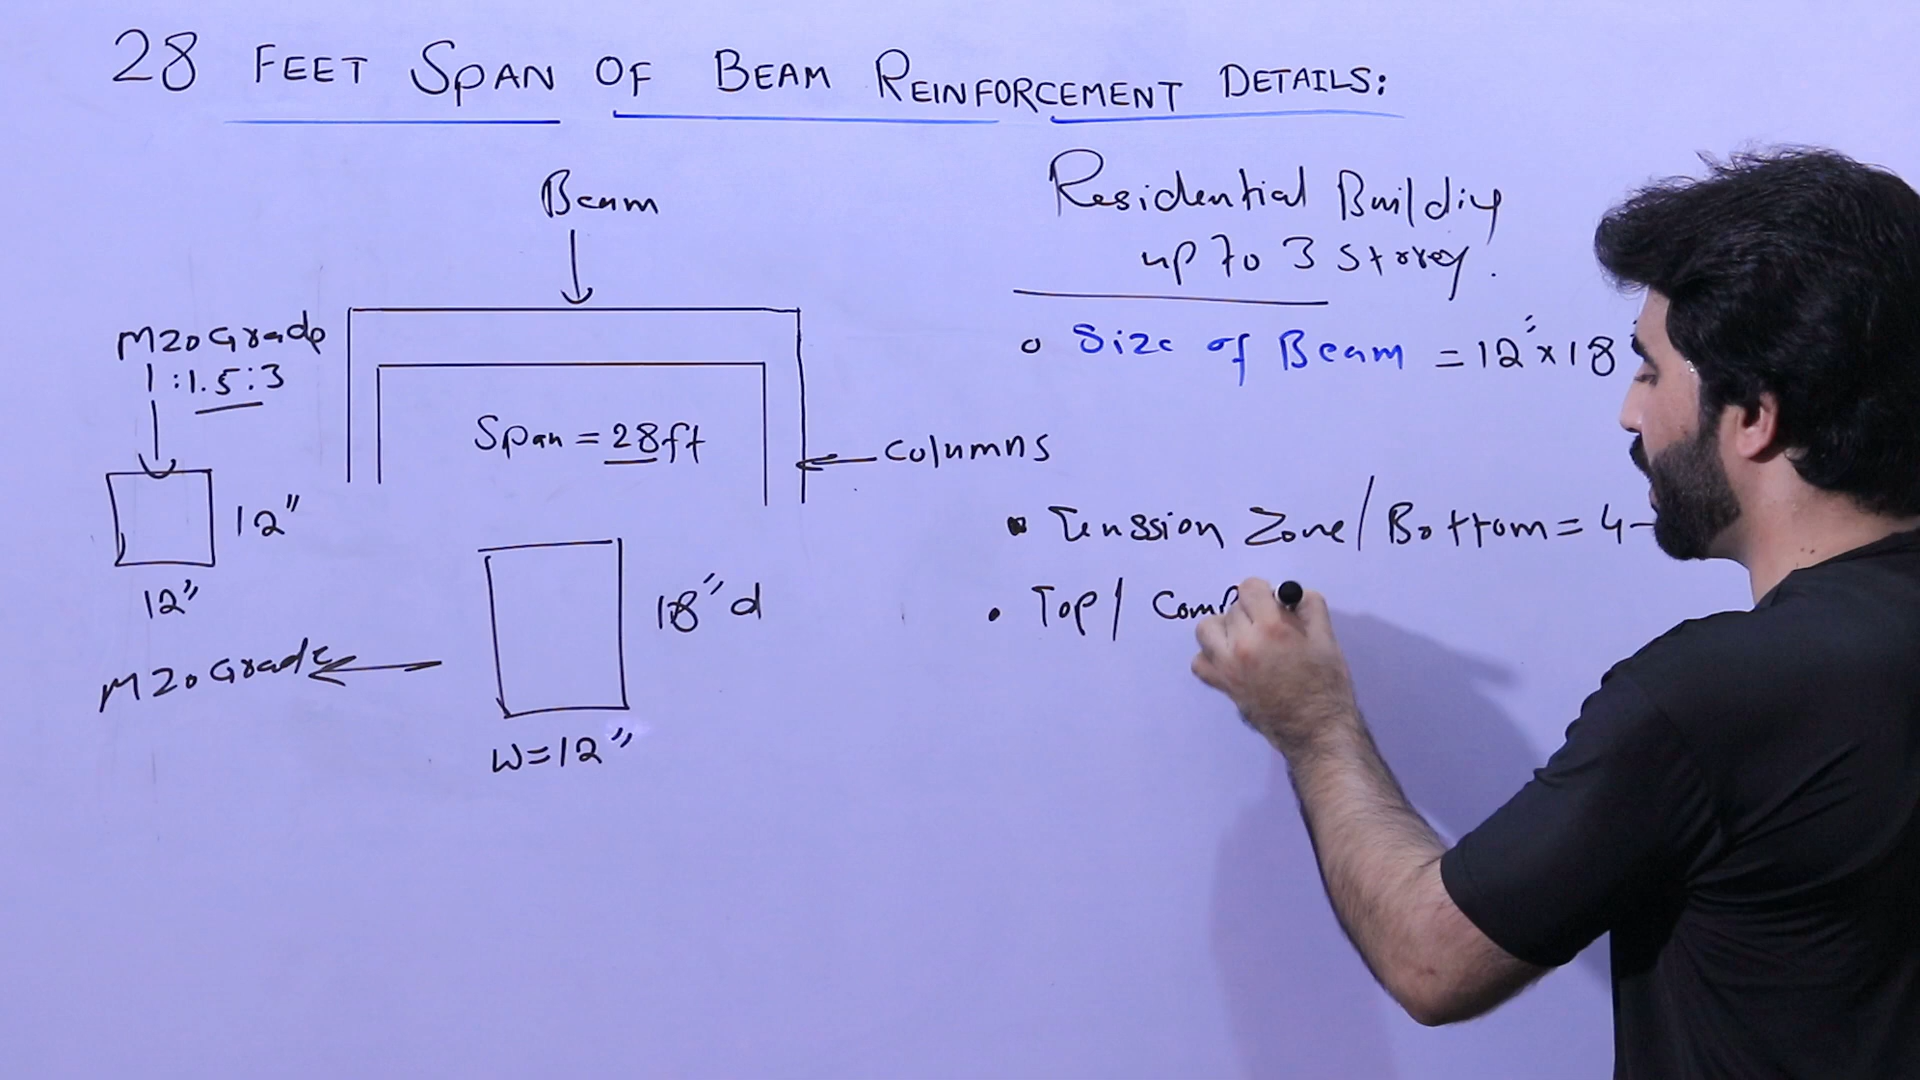 28 FEET SPAN OF BEAM REINFORCEMENT DETAILS:
Beam
M20 Grade
1:1.5:3
12"
12"
M20 Grade
Span = 28ft
Columns
18" d
W=12"
Residential Building
up to 3 Storey.
Size of Beam = 12"x18
Tenssion Zone/Bottom = 4-
Top/ Comp